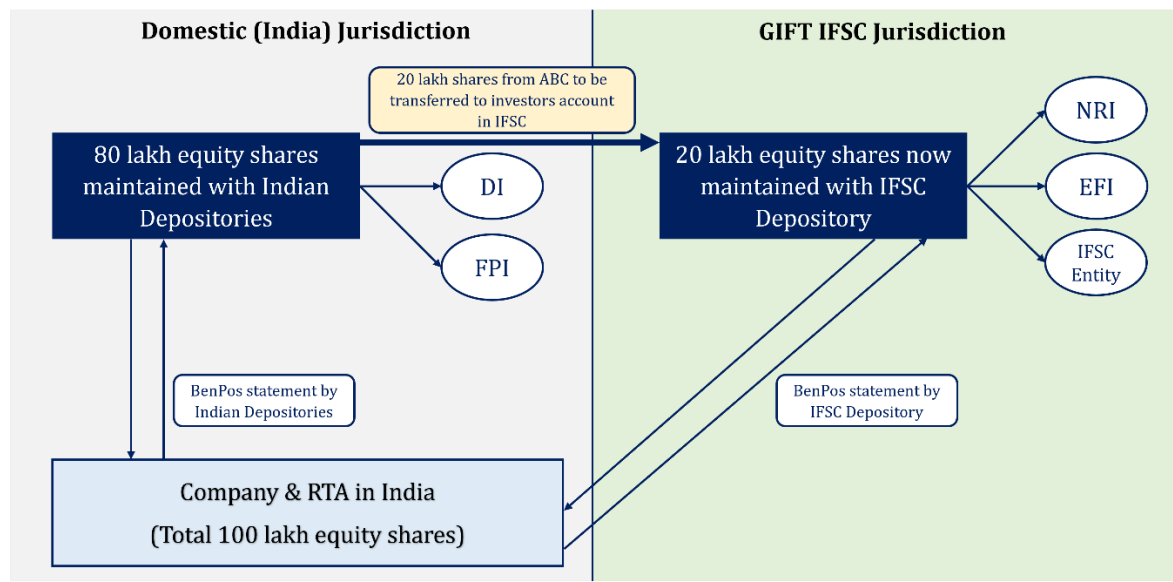 Domestic (India) Jurisdiction
GIFT IFSC Jurisdiction
20 lakh shares from ABC to be
transferred to investors account
in IFSC
80 lakh equity shares
maintained with Indian
Depositories
DI
FPI
20 lakh equity shares now
maintained with IFSC
Depository
NRI
EFI
IFSC
Entity
BenPos statement by
Indian Depositories
BenPos statement by
IFSC Depository
Company & RTA in India
(Total 100 lakh equity shares)